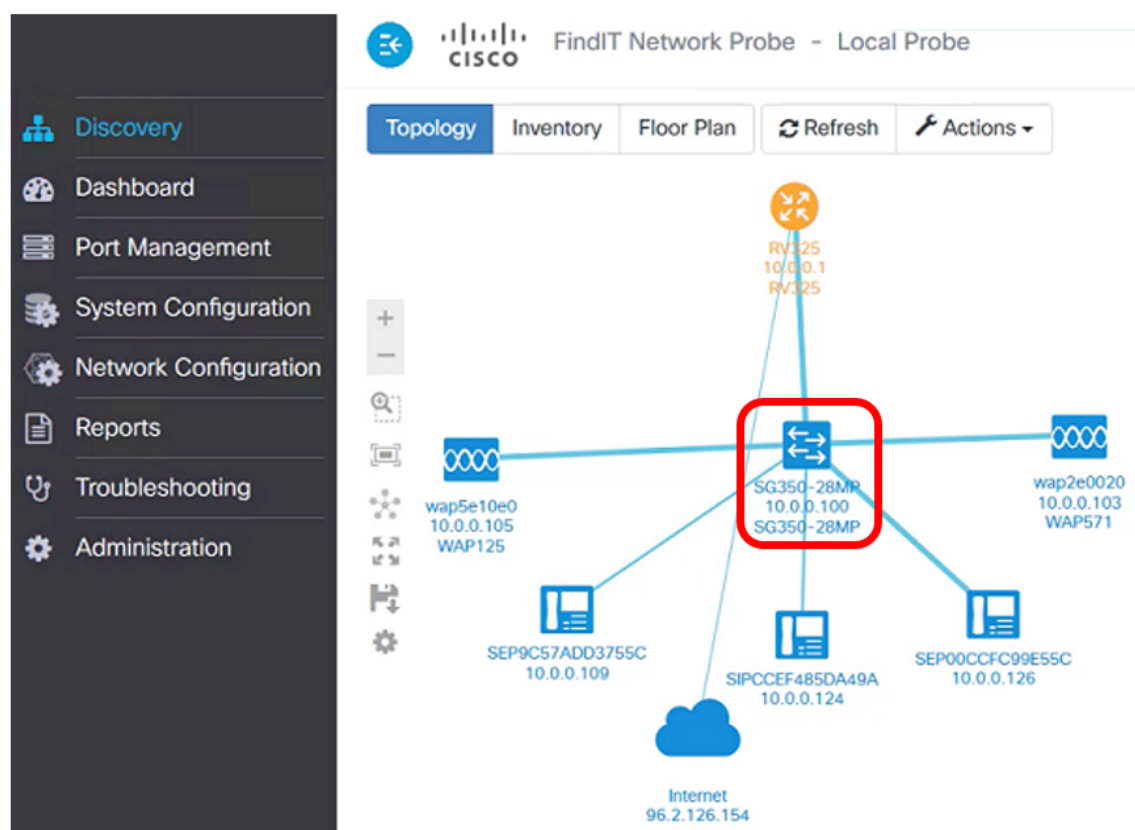 CISCO
FindIT Network Probe - Local Probe
Discovery
Dashboard
Port Management
System Configuration
Network Configuration
Reports
Troubleshooting
Administration
Topology Inventory Floor Plan Refresh Actions
RV325
10.0.0.1
RV325
SG350-28MP
10.0.0.100
SG350-28MP
wap5e10e0
10.0.0.105
WAP125
wap2e0020
10.0.0.103
WAP571
SEP9C57ADD3755C
10.0.0.109
SIPCCEF485DA49A
10.0.0.124
SEP00CCFC99E55C
10.0.0.126
Internet
96.2.126.154